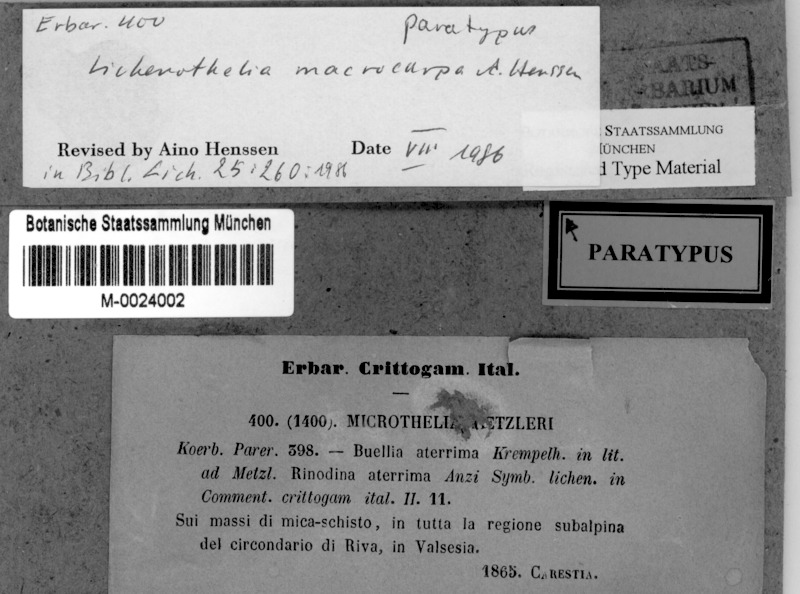 Erbar. 400
Paratypus
Lichenothelia macrocarpa A. Henssen
Revised by Aino Henssen
Date VIII 1986
in Bibl. Lich. 25:260:1986
STAATSSAMMLUNG
MÜNCHEN
Type Material
Botanische Staatssammlung München
M-0024002
PARATYPUS
Erbar. Crittogam. Ital.
400. (1400). MICROTHELIA METZLERI
Koerb. Parer. 398. — Buellia aterrima Krempelh. in lit.
ad Metzl. Rinodina aterrima Anzi Symb. lichen. in
Comment. crittogam ital. II. 11.
Sui massi di mica-schisto, in tutta la regione subalpina
del circondario di Riva, in Valsesia.
1865. CARESTIA.